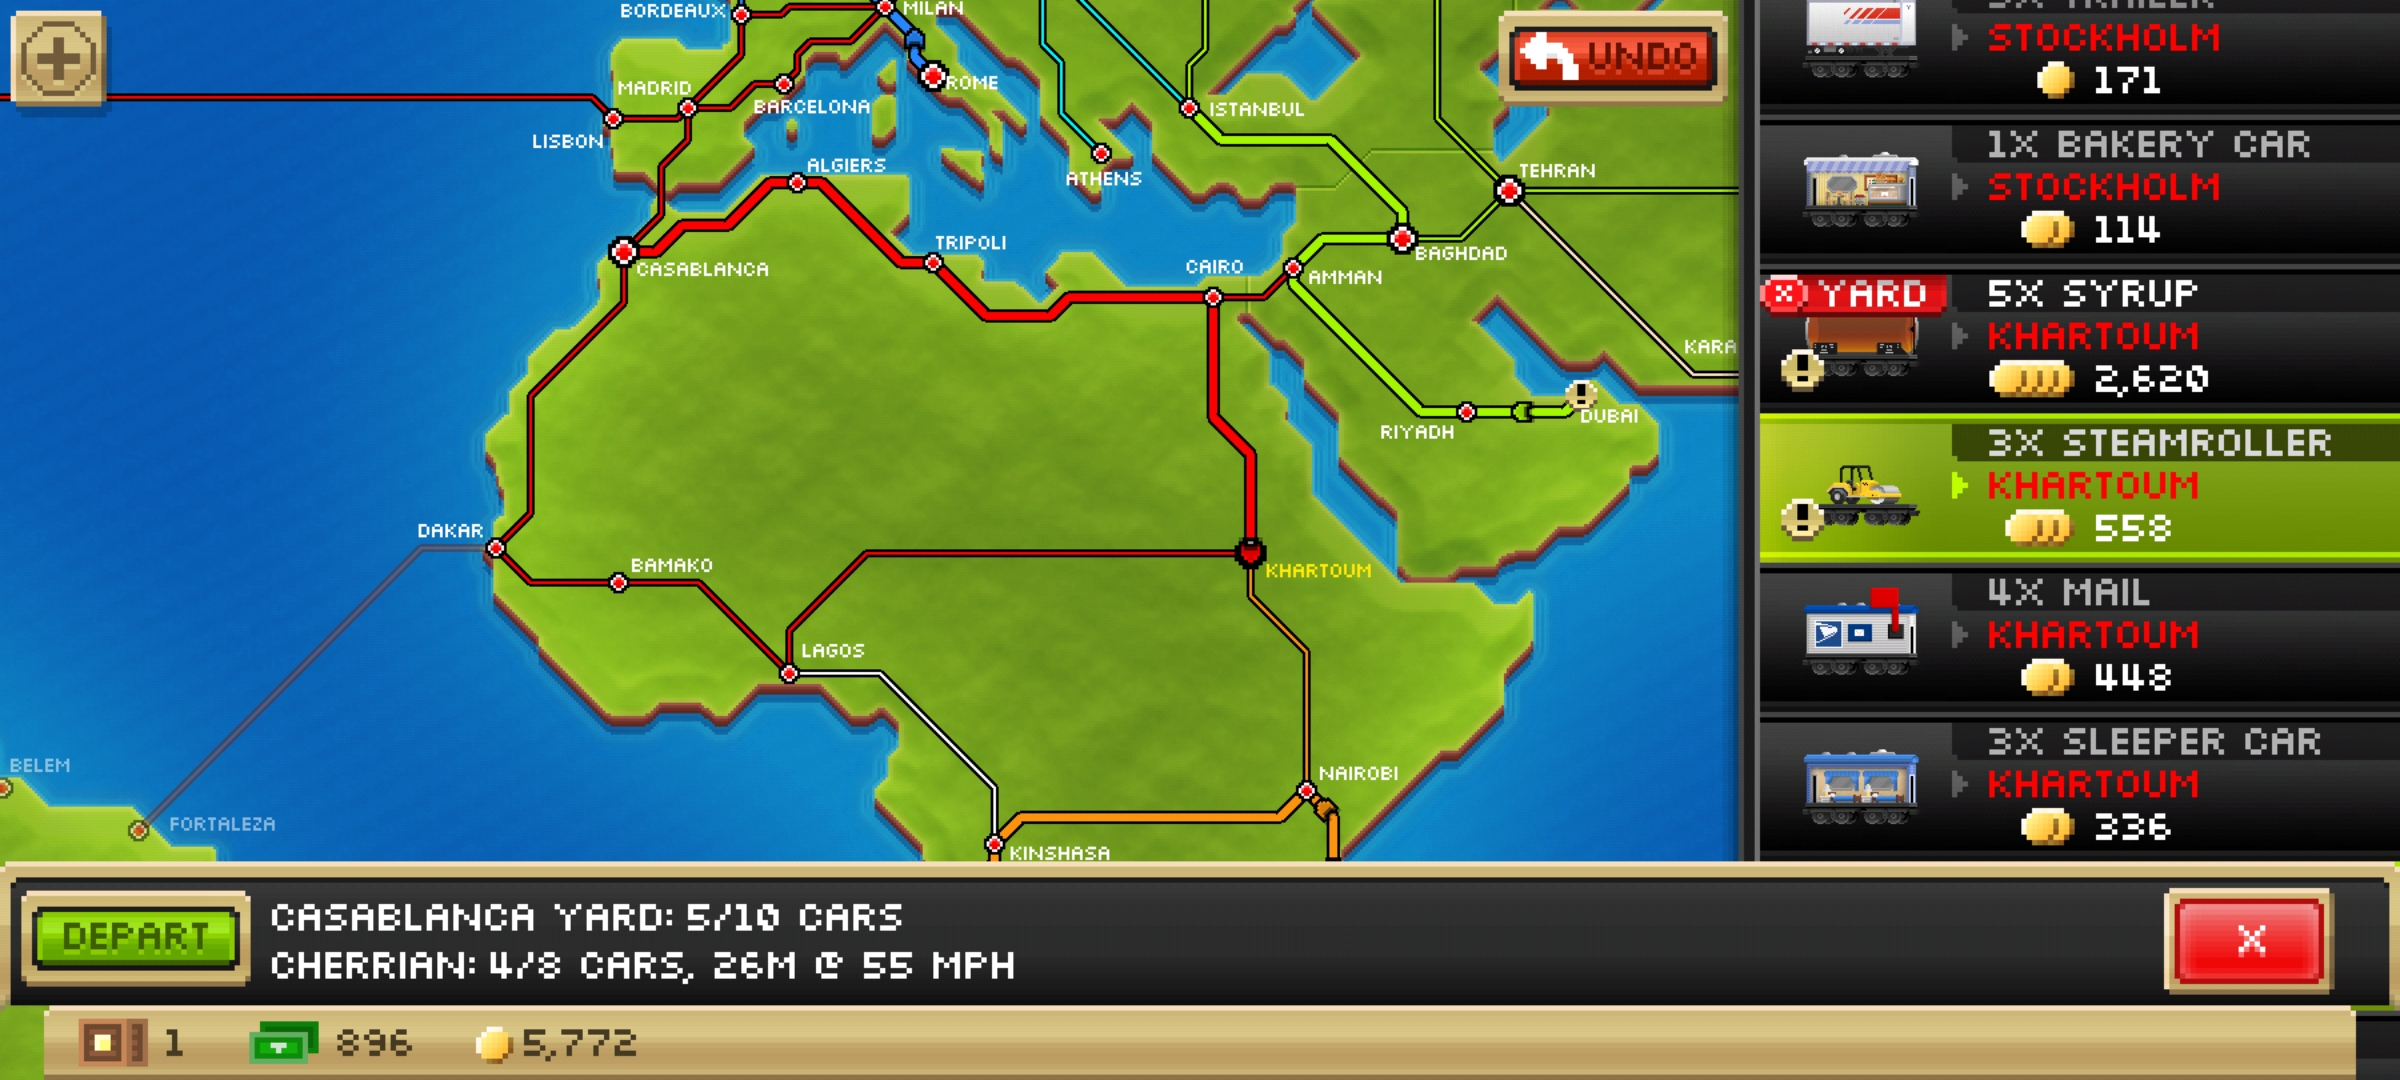 BORDEAUX
MILAN
MADRID
BARCELONA
ROME
LISBON
ALGIERS
ATHENS
ISTANBUL
TEHRAN
CASABLANCA
TRIPOLI
CAIRO
AMMAN
BAGHDAD
KARA
RIYADH
DUBAI
DAKAR
BAMAKO
KHARTOUM
LAGOS
BELEM
FORTALEZA
NAIROBI
KINSHASA
UNDO
3X TRAILER
STOCKHOLM
171
1X BAKERY CAR
STOCKHOLM
114
YARD
5X SYRUP
KHARTOUM
2,620
3X STEAMROLLER
KHARTOUM
558
4X MAIL
KHARTOUM
448
3X SLEEPER CAR
KHARTOUM
336
DEPART
CASABLANCA YARD: 5/10 CARS
CHERRIAN: 4/8 CARS, 26M @ 55 MPH
X
1
896
5,772